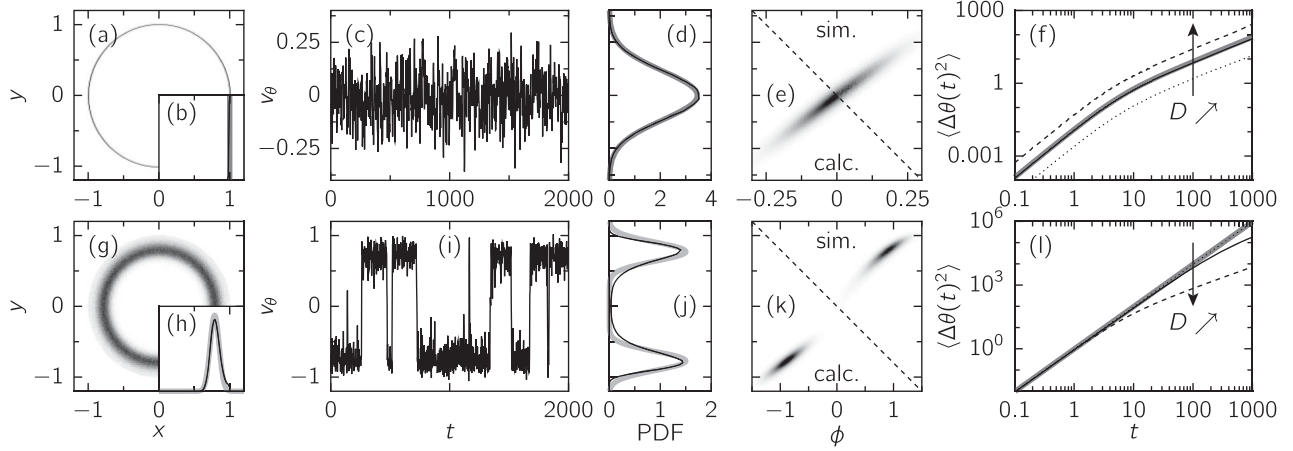 1 (a) 0.25 (c) (d) sim. 1000 (f)
y 0 (b) vθ 0 (e) ⟨Δθ(t)²⟩ 1 D ↗
−1 −0.25 calc. 0.001
−1 0 1 0 1000 2000 0 2 4 −0.25 0 0.25 0.1 1 10 100 1000
1 (g) 1 (i) sim. 10⁶ (l)
y 0 (h) vθ 0 (j) (k) ⟨Δθ(t)²⟩ 10³ D ↗
−1 −1 calc. 10⁰
−1 0 1 0 2000 0 1 2 −1 0 1 0.1 1 10 100 1000
x t PDF ϕ t